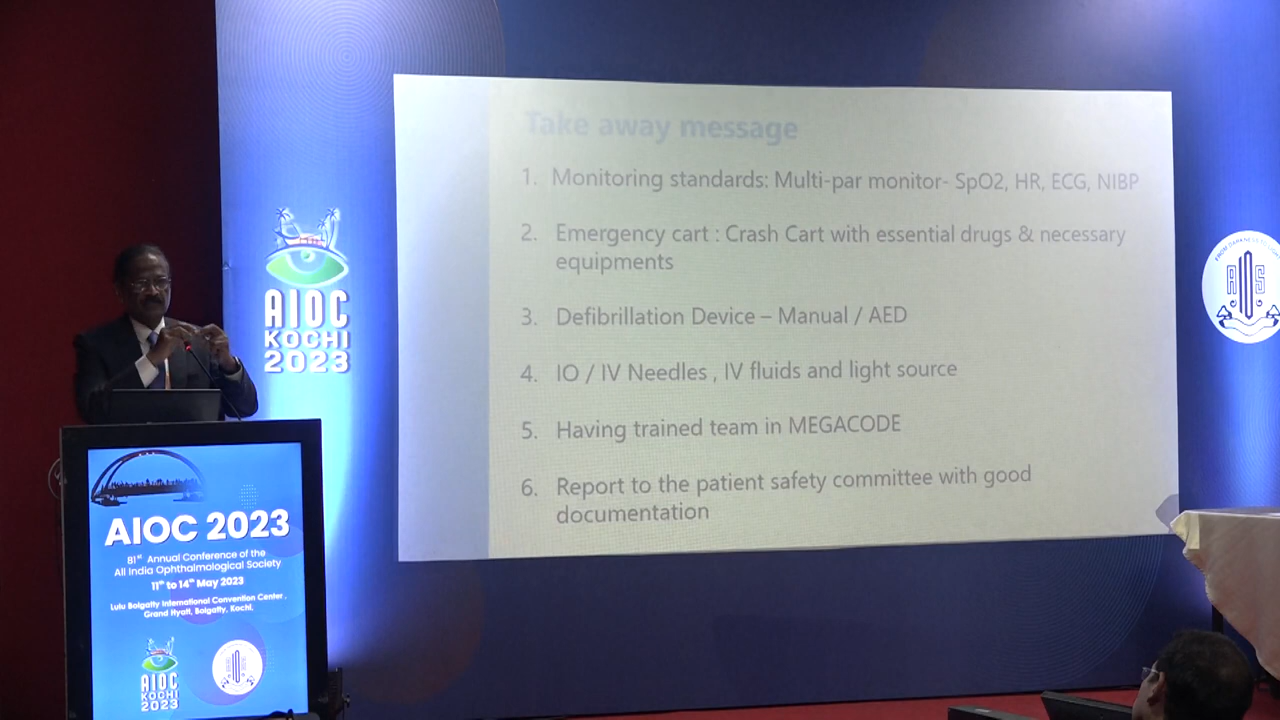 Take away message
1. Monitoring standards: Multi-par monitor- SpO2, HR, ECG, NIBP
2. Emergency cart : Crash Cart with essential drugs & necessary
equipments
3. Defibrillation Device – Manual / AED
4. IO / IV Needles , IV fluids and light source
5. Having trained team in MEGACODE
6. Report to the patient safety committee with good
documentation
AIOC
KOCHI
2023
AIOC 2023
81st Annual Conference of the
All India Ophthalmological Society
11th to 14th May 2023
Lulu Bolgatty International Convention Center ,
Grand Hyatt, Bolgatty, Kochi.
AIOC
KOCHI
2023